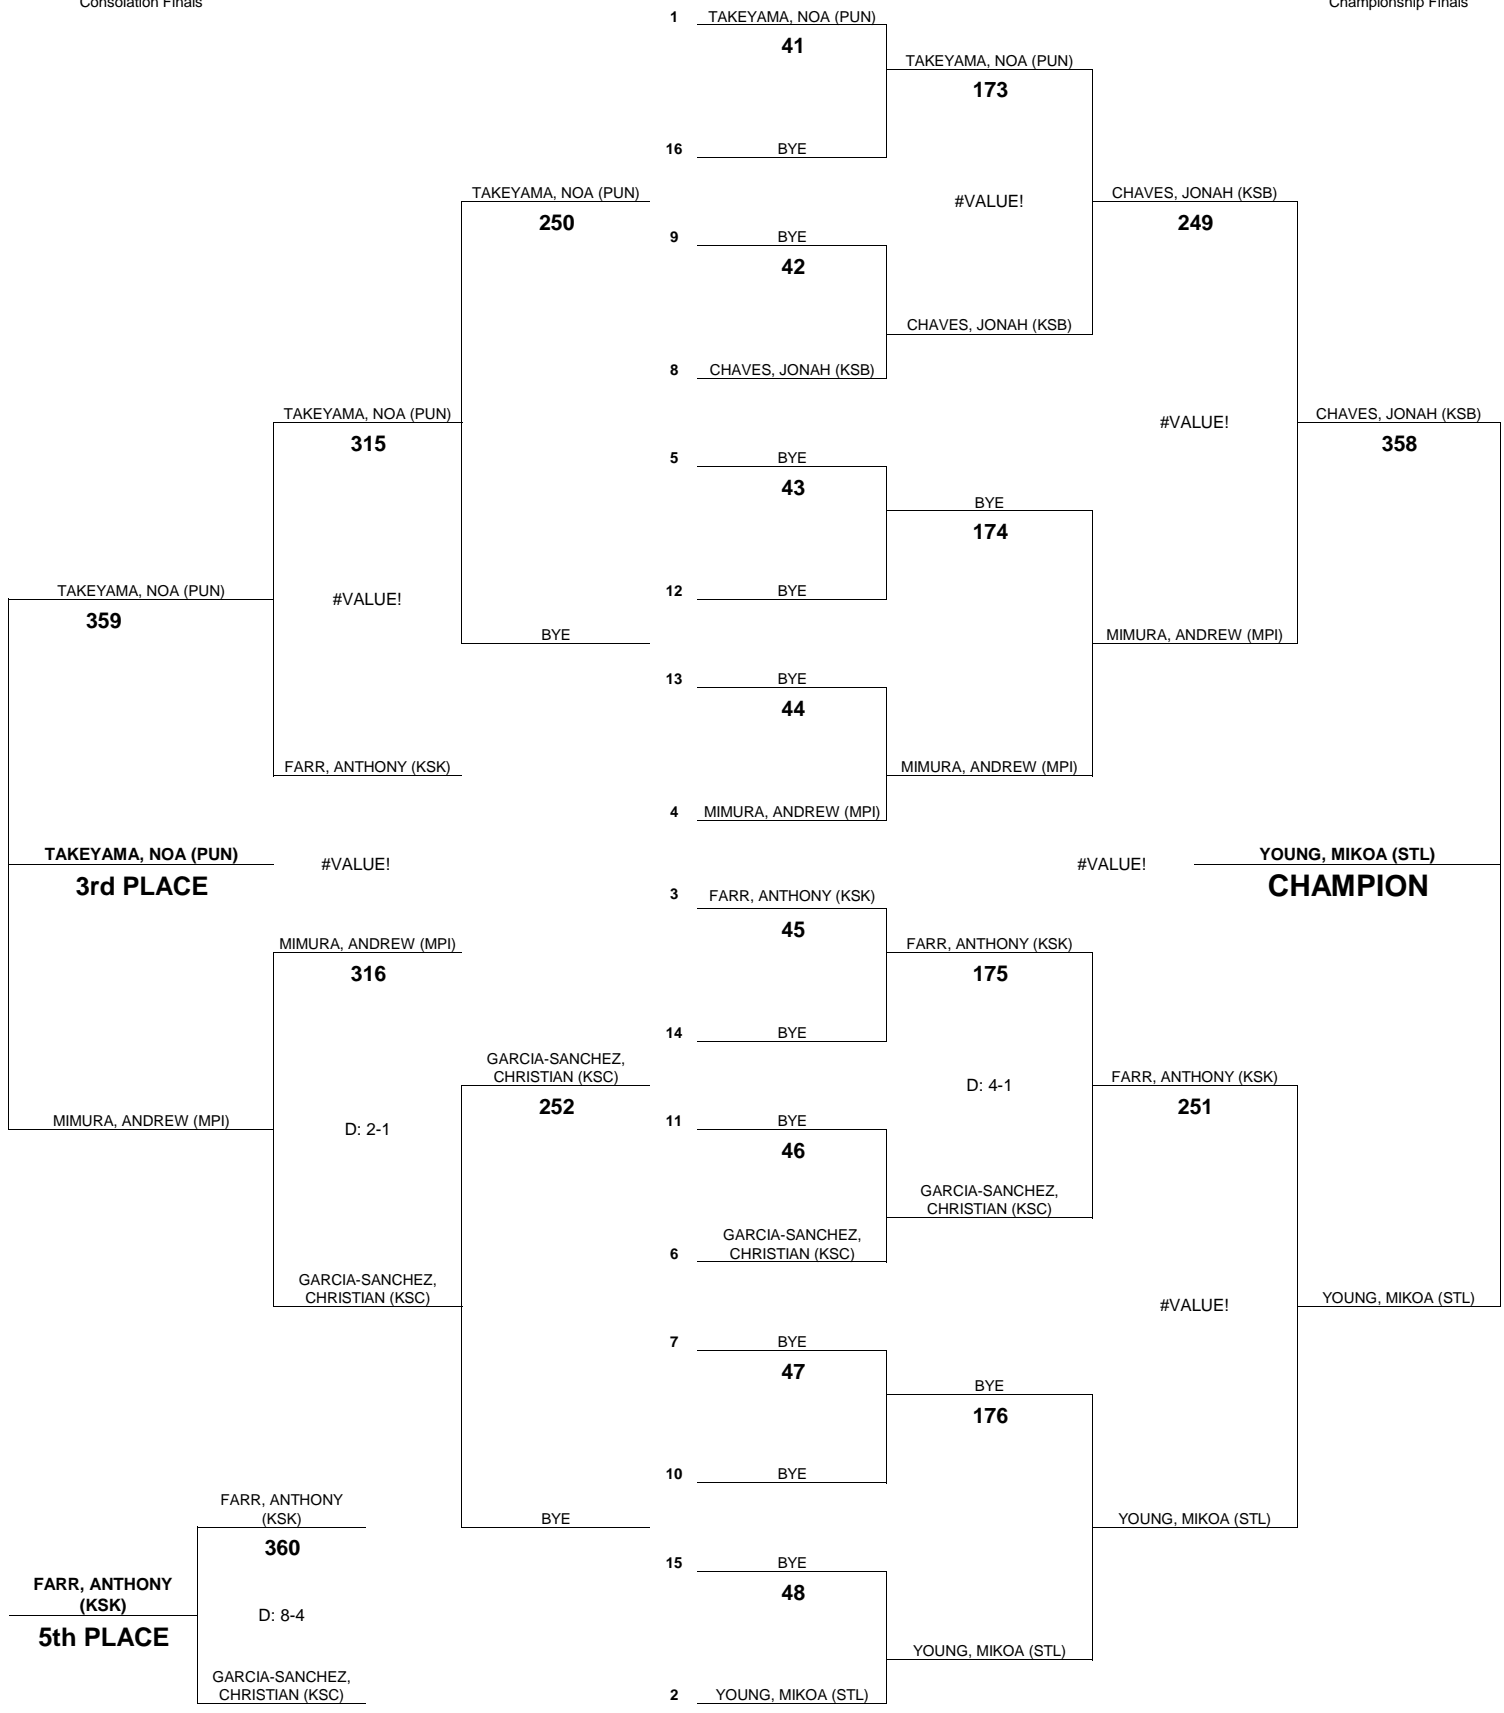 Consolation Finals
Championship Finals
1 TAKEYAMA, NOA (PUN)
41
TAKEYAMA, NOA (PUN)
173
16 BYE
TAKEYAMA, NOA (PUN)
#VALUE!
CHAVES, JONAH (KSB)
250
249
9 BYE
42
CHAVES, JONAH (KSB)
8 CHAVES, JONAH (KSB)
TAKEYAMA, NOA (PUN)
#VALUE!
CHAVES, JONAH (KSB)
315
358
5 BYE
43
BYE
174
TAKEYAMA, NOA (PUN)
#VALUE!
12 BYE
359
BYE
MIMURA, ANDREW (MPI)
13 BYE
44
FARR, ANTHONY (KSK)
MIMURA, ANDREW (MPI)
4 MIMURA, ANDREW (MPI)
TAKEYAMA, NOA (PUN)
#VALUE!
#VALUE!
YOUNG, MIKOA (STL)
3rd PLACE
CHAMPION
3 FARR, ANTHONY (KSK)
45
MIMURA, ANDREW (MPI)
FARR, ANTHONY (KSK)
316
175
14 BYE
GARCIA-SANCHEZ,
CHRISTIAN (KSC)
D: 4-1
FARR, ANTHONY (KSK)
252
251
MIMURA, ANDREW (MPI)
D: 2-1
11 BYE
46
GARCIA-SANCHEZ,
CHRISTIAN (KSC)
GARCIA-SANCHEZ,
6 CHRISTIAN (KSC)
GARCIA-SANCHEZ,
CHRISTIAN (KSC)
#VALUE!
YOUNG, MIKOA (STL)
7 BYE
47
BYE
176
10 BYE
FARR, ANTHONY
(KSK)
BYE
YOUNG, MIKOA (STL)
360
15 BYE
48
FARR, ANTHONY
(KSK)
D: 8-4
5th PLACE
YOUNG, MIKOA (STL)
GARCIA-SANCHEZ,
CHRISTIAN (KSC)
2 YOUNG, MIKOA (STL)